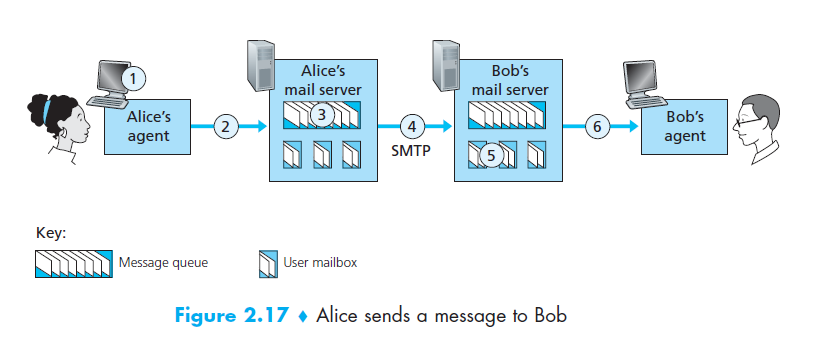 1
Alice's
agent
2
Alice's
mail server
3
4
SMTP
Bob's
mail server
5
6
Bob's
agent
Key:
Message queue
User mailbox
Figure 2.17 ♦ Alice sends a message to Bob